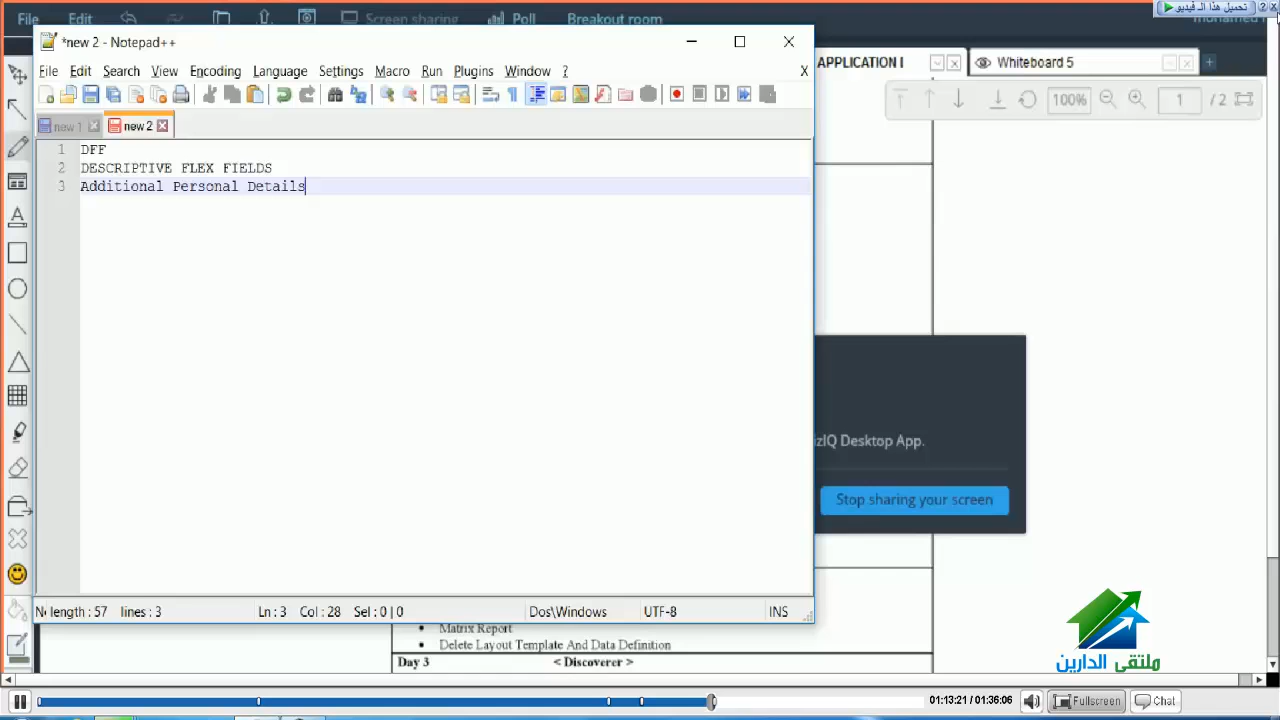 File Edit Screen sharing Poll Breakout room
تحميل هذا الـ فيديو
*new 2 - Notepad++
File Edit Search View Encoding Language Settings Macro Run Plugins Window ? X
new 1 new 2
1 DFF
2 DESCRIPTIVE FLEX FIELDS
3 Additional Personal Details
APPLICATION I
Whiteboard 5
100% 1 / 2
Desktop App.
Stop sharing your screen
length : 57 lines : 3 Ln : 3 Col : 28 Sel : 0 | 0 Dos\Windows UTF-8 INS
Matrix Report
Delete Layout Template And Data Definition
Day 3 < Discoverer >
ملتقى الدارين
01:13:21 / 01:36:06 Fullscreen Chat